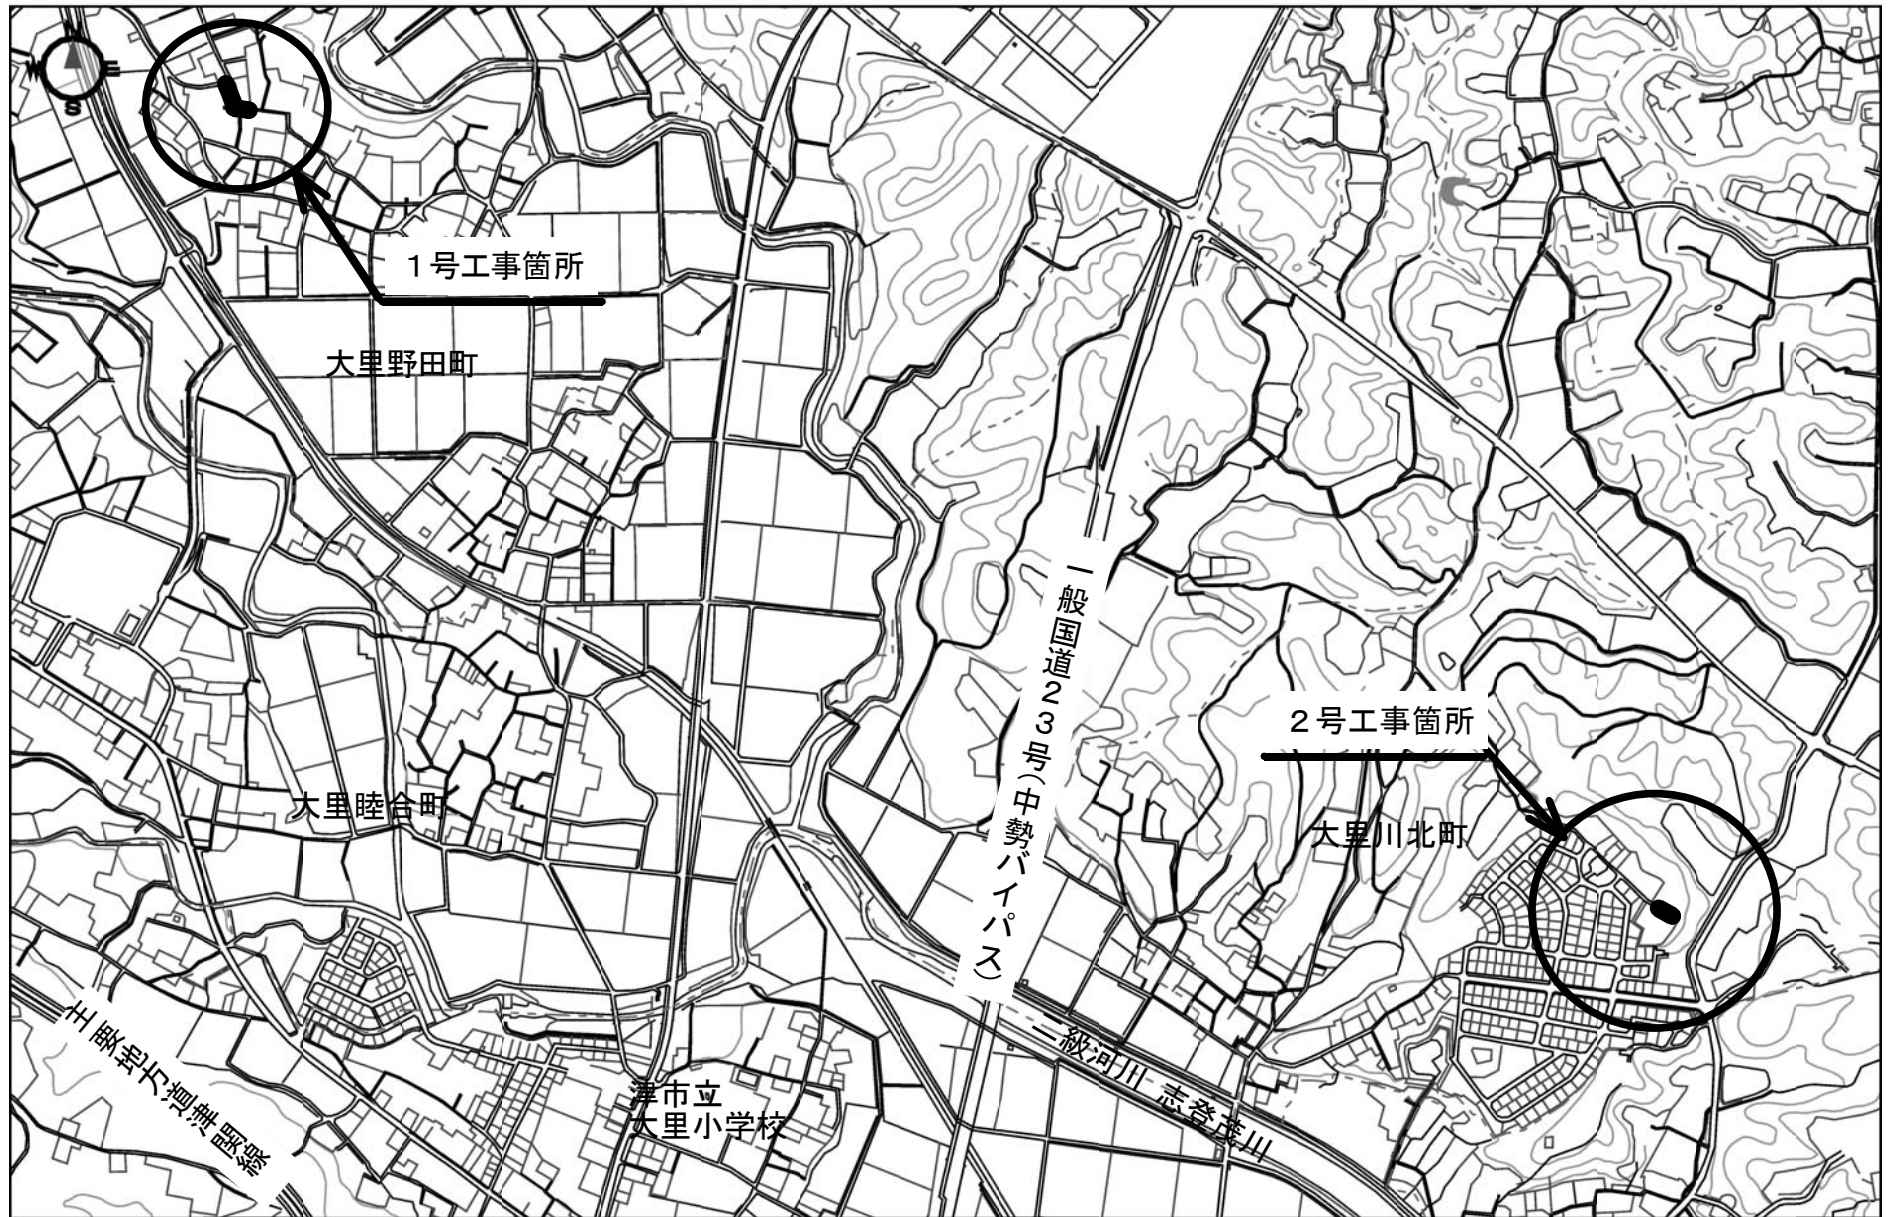 W
E
S
1号工事箇所
大里野田町
一般国道23号(中勢バイパス)
2号工事箇所
大里睦合町
大里川北町
主要地方道津関線
津市立
大里小学校
二級河川 志登茂川